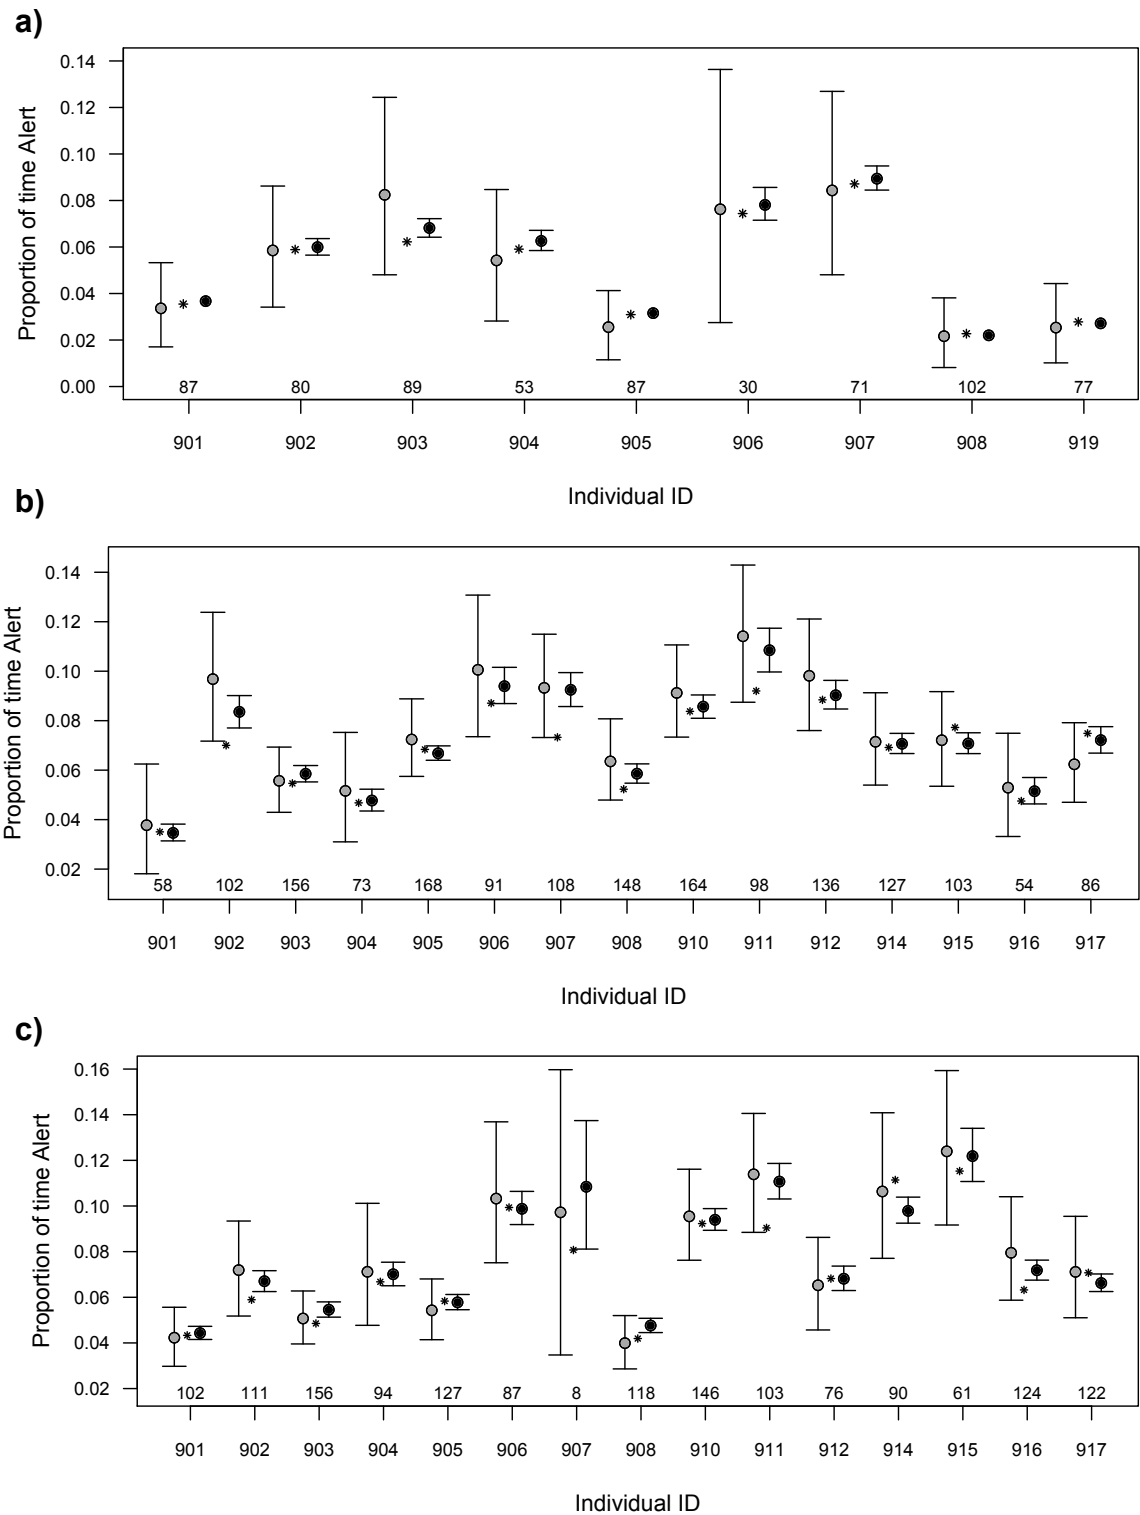 a)
Proportion of time Alert
0.14
0.12
0.10
0.08
0.06
0.04
0.02
0.00
87 80 89 53 87 30 71 102 77
901 902 903 904 905 906 907 908 919
Individual ID
b)
Proportion of time Alert
0.14
0.12
0.10
0.08
0.06
0.04
0.02
58 102 156 73 168 91 108 148 164 98 136 127 103 54 86
901 902 903 904 905 906 907 908 910 911 912 914 915 916 917
Individual ID
c)
Proportion of time Alert
0.16
0.14
0.12
0.10
0.08
0.06
0.04
0.02
102 111 156 94 127 87 8 118 146 103 76 90 61 124 122
901 902 903 904 905 906 907 908 910 911 912 914 915 916 917
Individual ID